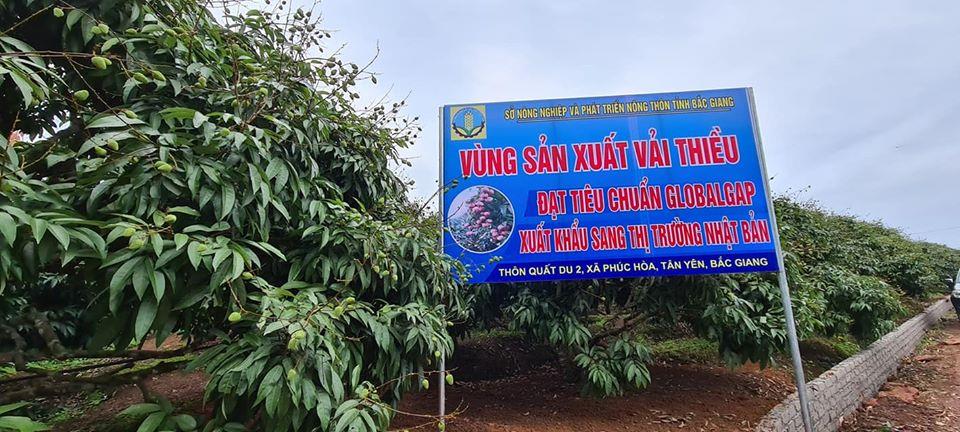 SỞ NÔNG NGHIỆP VÀ PHÁT TRIỂN NÔNG THÔN TỈNH BẮC GIANG
VÙNG SẢN XUẤT VẢI THIỀU
ĐẠT TIÊU CHUẨN GLOBALGAP
XUẤT KHẨU SANG THỊ TRƯỜNG NHẬT BẢN
THÔN QUẤT DU 2, XÃ PHÚC HÒA, TÂN YÊN, BẮC GIANG